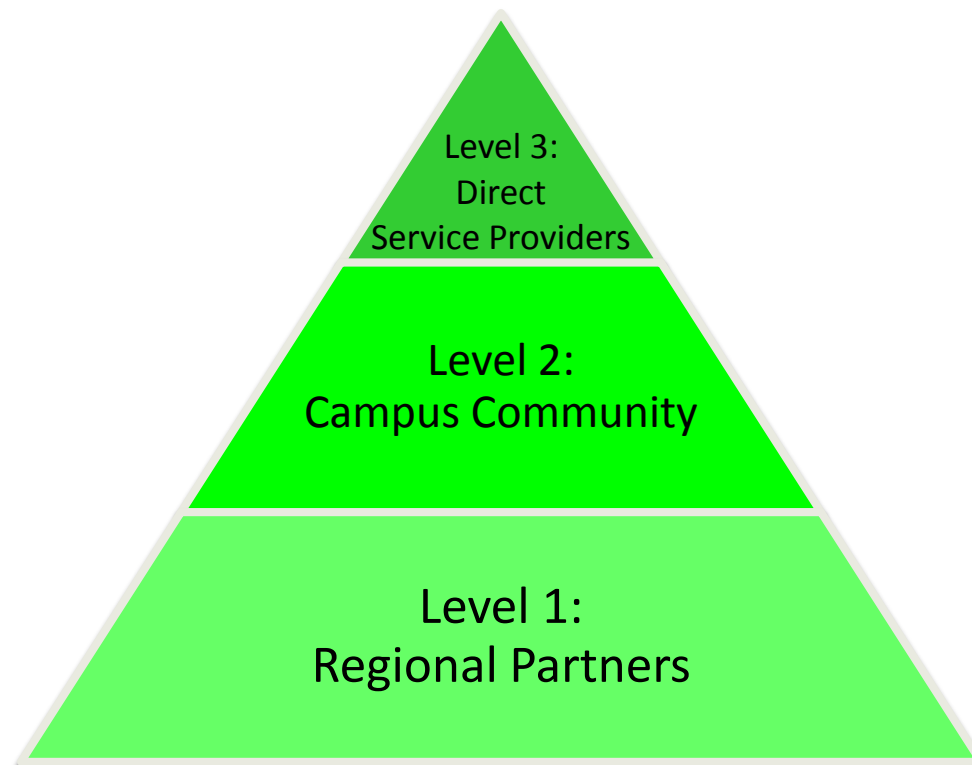 Level 3:
Direct
Service Providers
Level 2:
Campus Community
Level 1:
Regional Partners